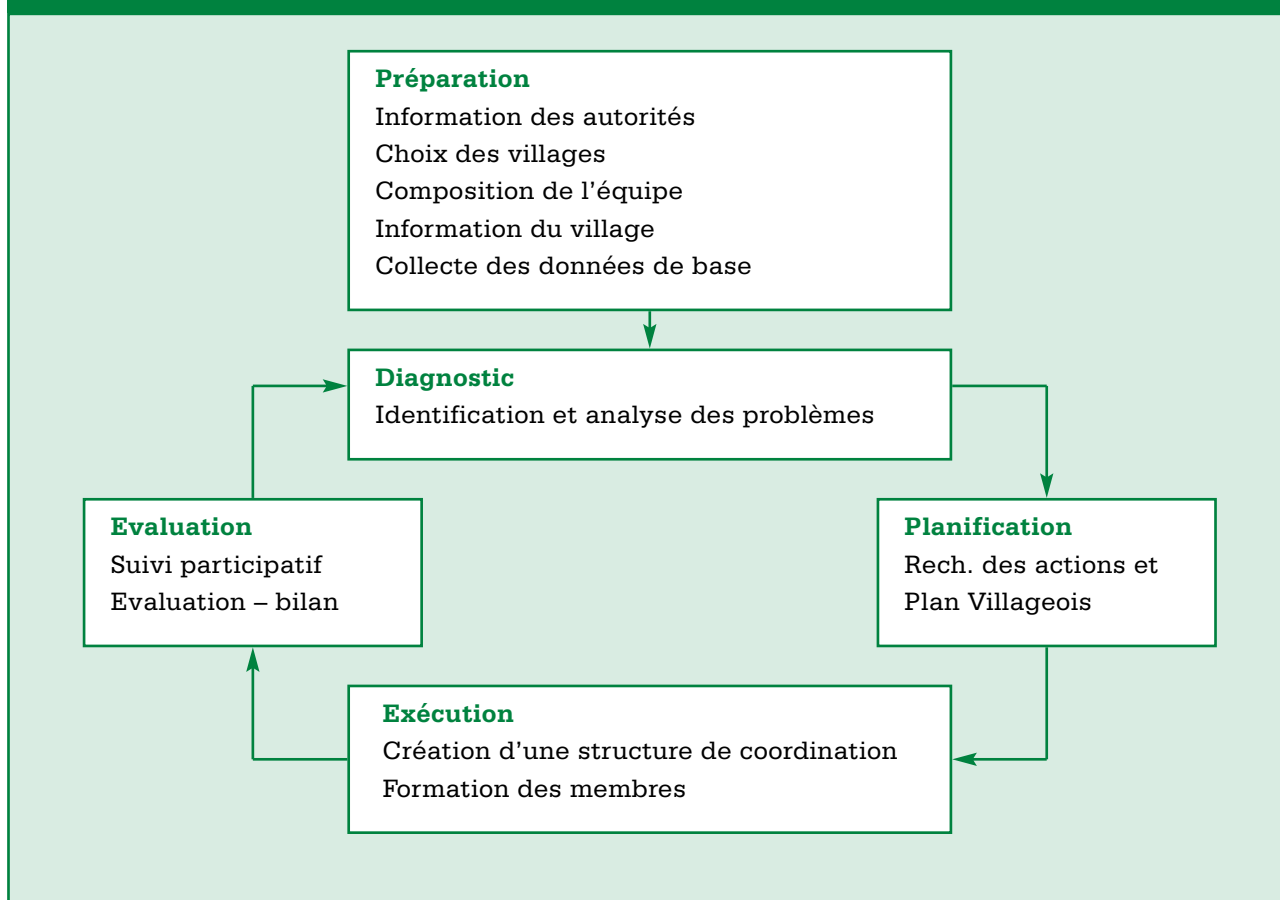 Préparation
Information des autorités
Choix des villages
Composition de l’équipe
Information du village
Collecte des données de base
Diagnostic
Identification et analyse des problèmes
Evaluation
Suivi participatif
Evaluation – bilan
Planification
Rech. des actions et
Plan Villageois
Exécution
Création d’une structure de coordination
Formation des membres